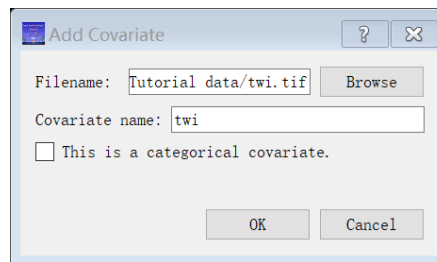 Add Covariate
Filename: Tutorial data/twi.tif Browse
Covariate name: twi
This is a categorical covariate.
OK Cancel